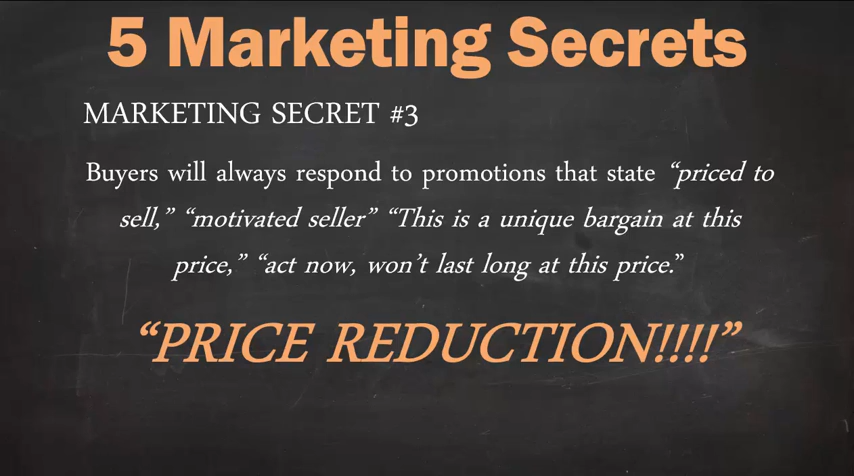 5 Marketing Secrets
MARKETING SECRET #3
Buyers will always respond to promotions that state “priced to
sell,” “motivated seller” “This is a unique bargain at this
price,” “act now, won’t last long at this price.”
“PRICE REDUCTION!!!!”